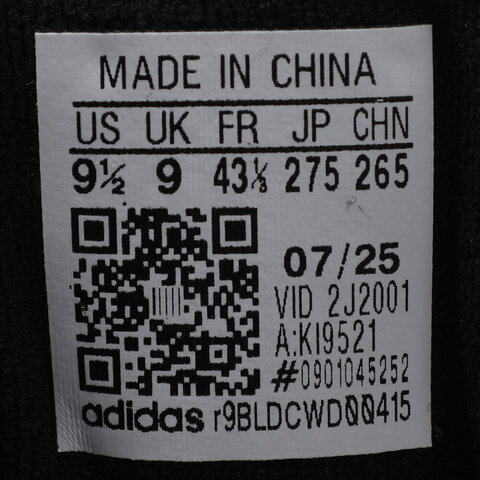 MADE IN CHINA
US UK FR JP CHN
9½ 9 43⅓ 275 265
07/25
VID 2J2001
A:KI9521
#0901045252
adidas r9BLDCWD00415